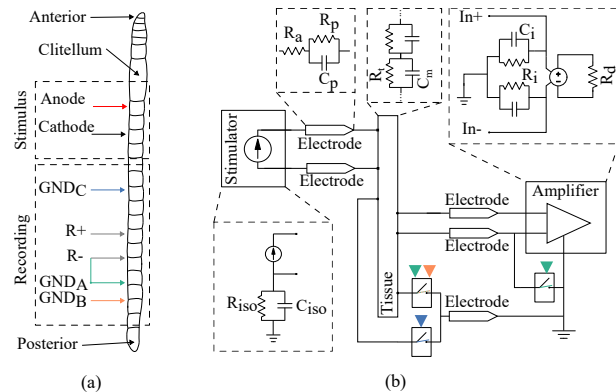 Anterior
Clitellum
Stimulus
Anode
Cathode
Recording
GNDC
R+
R-
GNDA
GNDB
Posterior
(a)
Ra
Rp
Cp
Rt
Cm
In+
Ci
Ri
Rd
In-
Stimulator
Electrode
Electrode
Riso
Ciso
Tissue
Electrode
Electrode
Amplifier
Electrode
(b)